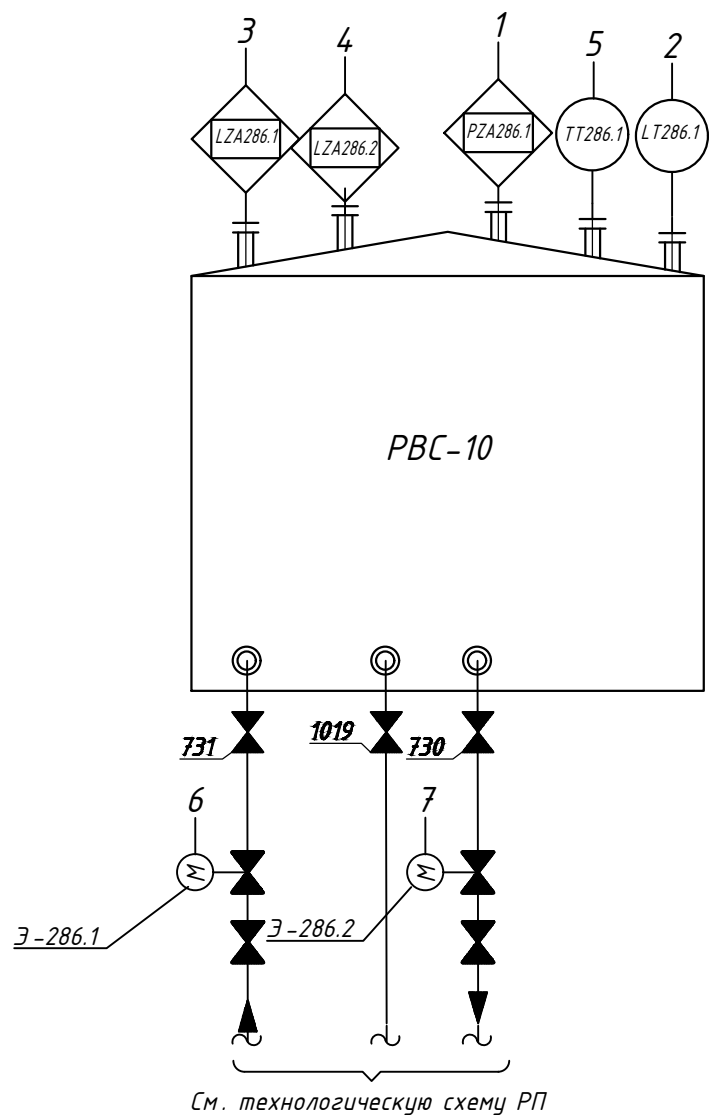 3 4 1 5 2
LZA286.1 LZA286.2 PZA286.1 TT286.1 LT286.1
РВС-10
731 1019 730
6 7
М М
Э-286.1 Э-286.2
См. технологическую схему РП